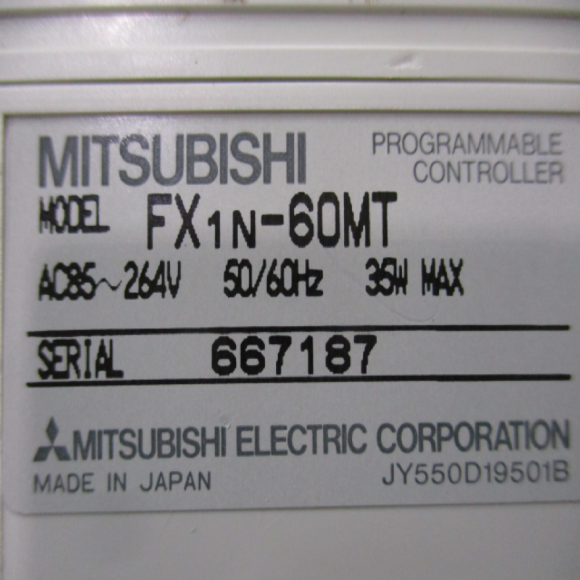 MITSUBISHI
PROGRAMMABLE
CONTROLLER
MODEL FX1N-60MT
AC85~264V 50/60Hz 35W MAX
SERIAL 667187
MITSUBISHI ELECTRIC CORPORATION
MADE IN JAPAN JY550D19501B